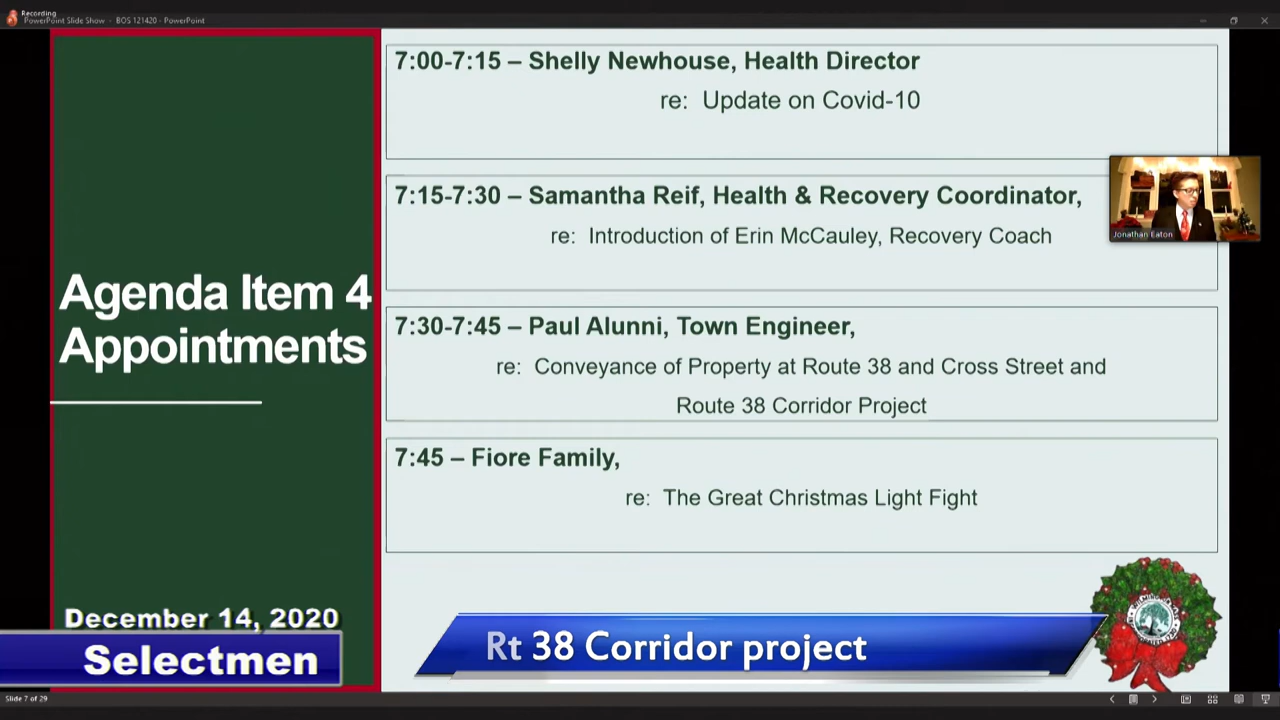 Recording
PowerPoint Slide Show - BOS 121420 - PowerPoint
7:00-7:15 – Shelly Newhouse, Health Director
re: Update on Covid-10
7:15-7:30 – Samantha Reif, Health & Recovery Coordinator,
re: Introduction of Erin McCauley, Recovery Coach
Jonathan Eaton
Agenda Item 4
Appointments
7:30-7:45 – Paul Alunni, Town Engineer,
re: Conveyance of Property at Route 38 and Cross Street and
Route 38 Corridor Project
7:45 – Fiore Family,
re: The Great Christmas Light Fight
December 14, 2020
Selectmen
Rt 38 Corridor project
Slide 7 of 29